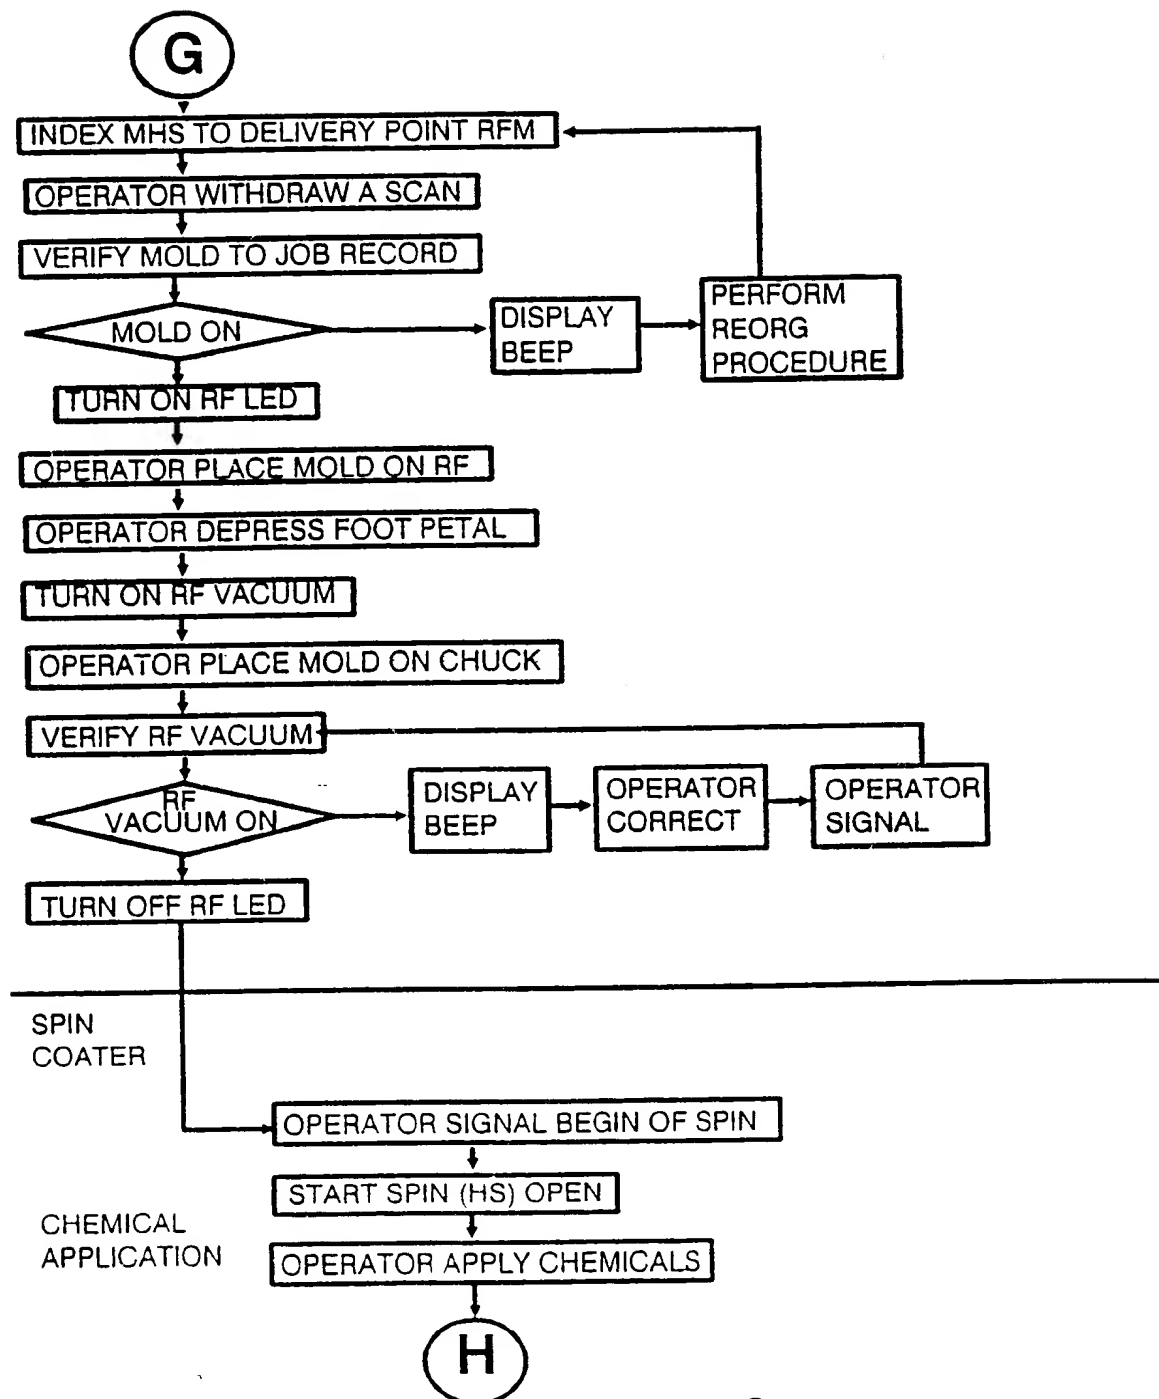 G
INDEX MHS TO DELIVERY POINT RFM
OPERATOR WITHDRAW A SCAN
VERIFY MOLD TO JOB RECORD
MOLD ON
DISPLAY
BEEP
PERFORM
REORG
PROCEDURE
TURN ON RF LED
OPERATOR PLACE MOLD ON RF
OPERATOR DEPRESS FOOT PETAL
TURN ON RF VACUUM
OPERATOR PLACE MOLD ON CHUCK
VERIFY RF VACUUM
RF
VACUUM ON
DISPLAY
BEEP
OPERATOR
CORRECT
OPERATOR
SIGNAL
TURN OFF RF LED
SPIN
COATER
OPERATOR SIGNAL BEGIN OF SPIN
START SPIN (HS) OPEN
CHEMICAL
APPLICATION
OPERATOR APPLY CHEMICALS
H